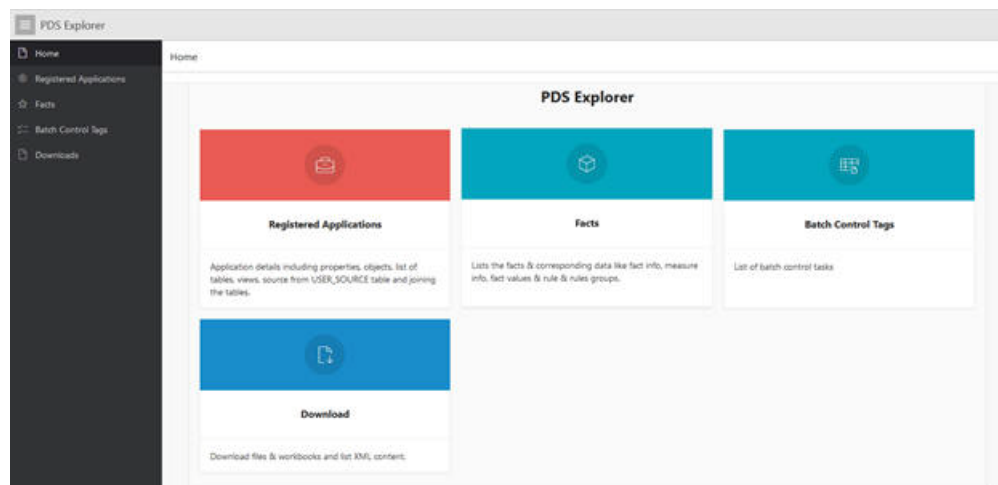 PDS Explorer
Home
Registered Applications
Facts
Batch Control Tags
Downloads
Home
PDS Explorer
Registered Applications
Application details including properties, objects, list of
tables, views, source from USER_SOURCE table and joining
the tables.
Facts
Lists the facts & corresponding data like fact info, measure
info, fact values & rule & rules groups.
Batch Control Tags
List of batch control tasks
Download
Download files & workbooks and list XML content.